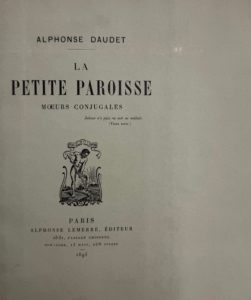 ALPHONSE DAUDET
LA
PETITE PAROISSE
MŒURS CONJUGALES
PARIS
ALPHONSE LEMERRE, ÉDITEUR
PASSAGE CHOISEUL
1895